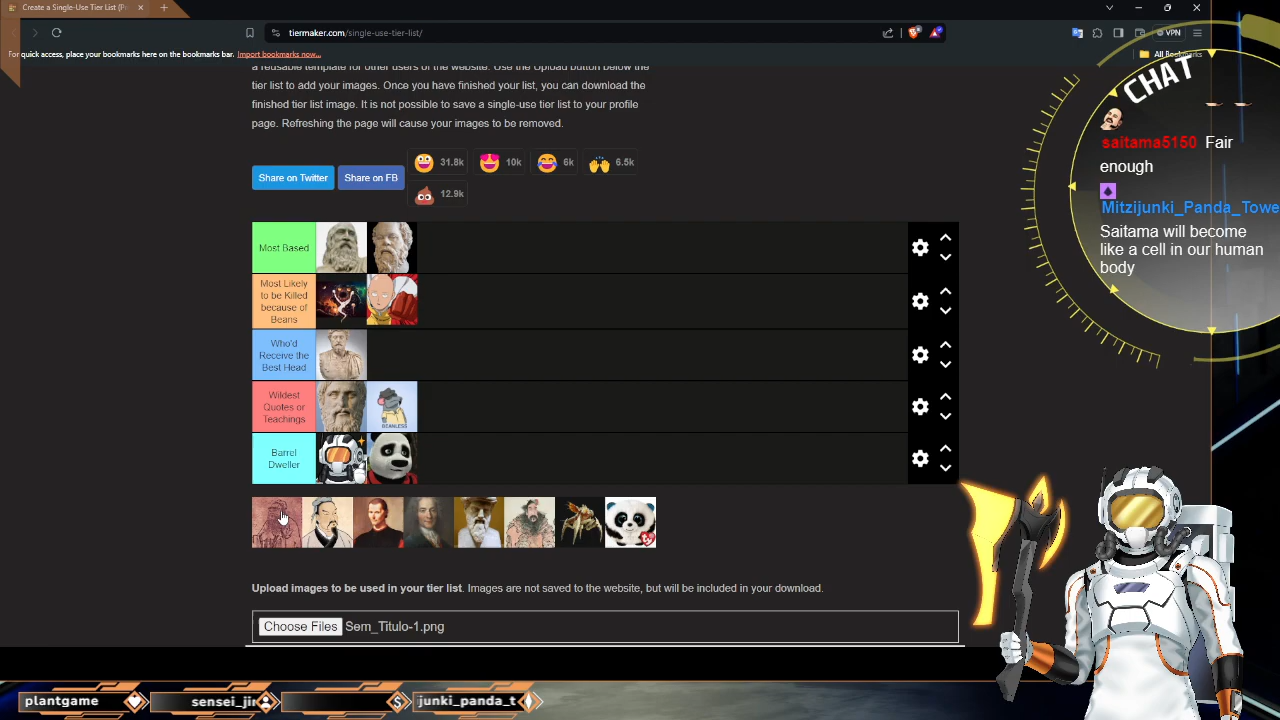 Create a Single-Use Tier List (P
tiermaker.com/single-use-tier-list/
VPN
For quick access, place your bookmarks here on the bookmarks bar. Import bookmarks now...
All Bookmarks
a reusable template for other users of the website. Use the Upload button below the
tier list to add your images. Once you have finished your list, you can download the
finished tier list image. It is not possible to save a single-use tier list to your profile
page. Refreshing the page will cause your images to be removed.
Share on Twitter
Share on FB
31.8k
10k
6k
6.5k
12.9k
Most Based
Most Likely
to be Killed
because of
Beans
Who'd
Receive the
Best Head
Wildest
Quotes or
Teachings
BEANLESS
Barrel
Dweller
ty
Upload images to be used in your tier list. Images are not saved to the website, but will be included in your download.
Choose Files Sem_Titulo-1.png
CHAT
saitama5150 Fair
enough
Mitzijunki_Panda_Towe
Saitama will become
like a cell in our human
body
plantgame
sensei_jir
$
junki_panda_t